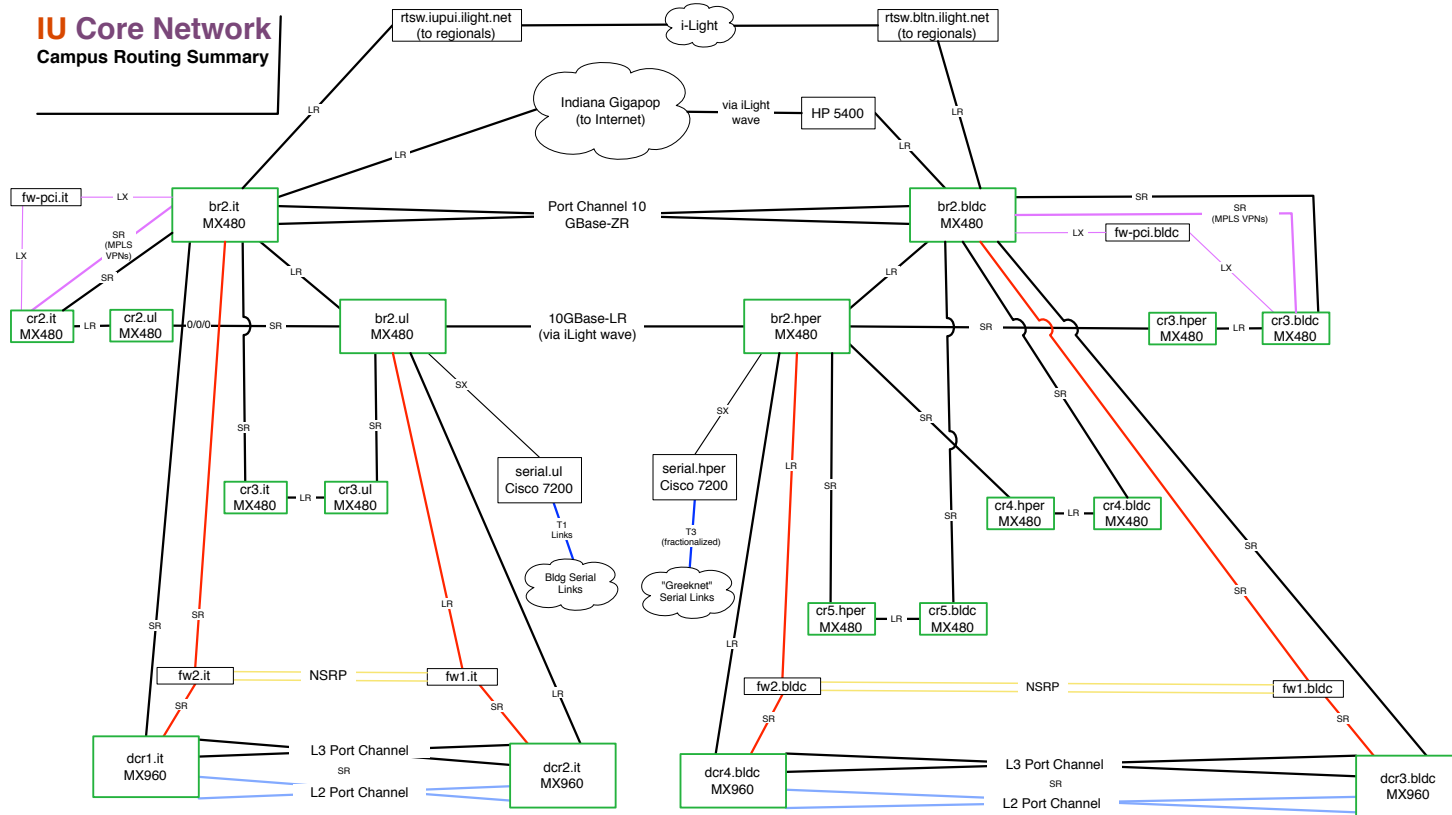 IU Core Network
Campus Routing Summary
rtsw.iupui.ilight.net
(to regionals)
i-Light
rtsw.bltn.ilight.net
(to regionals)
LR
LR
Indiana Gigapop
(to Internet)
via iLight
wave
HP 5400
LR
LR
fw-pci.it
LX
br2.it
MX480
Port Channel 10
GBase-ZR
br2.bldc
MX480
SR
SR
(MPLS VPNs)
LX
fw-pci.bldc
LX
SR
(MPLS
VPNs)
LX
SR
LR
LR
cr2.it
MX480
LR
cr2.ul
MX480
0/0/0
SR
br2.ul
MX480
10GBase-LR
(via iLight wave)
br2.hper
MX480
SR
cr3.hper
MX480
LR
cr3.bldc
MX480
SX
SX
SR
SR
SR
SR
SR
cr3.it
MX480
LR
cr3.ul
MX480
serial.ul
Cisco 7200
serial.hper
Cisco 7200
LR
SR
cr4.hper
MX480
LR
cr4.bldc
MX480
T1
Links
T3
(fractionalized)
SR
SR
Bldg Serial
Links
"Greeknet"
Serial Links
SR
SR
LR
SR
cr5.hper
MX480
LR
cr5.bldc
MX480
LR
fw2.it
NSRP
fw1.it
fw2.bldc
NSRP
fw1.bldc
LR
SR
SR
SR
SR
dcr1.it
MX960
L3 Port Channel
SR
L2 Port Channel
dcr2.it
MX960
dcr4.bldc
MX960
L3 Port Channel
SR
L2 Port Channel
dcr3.bldc
MX960